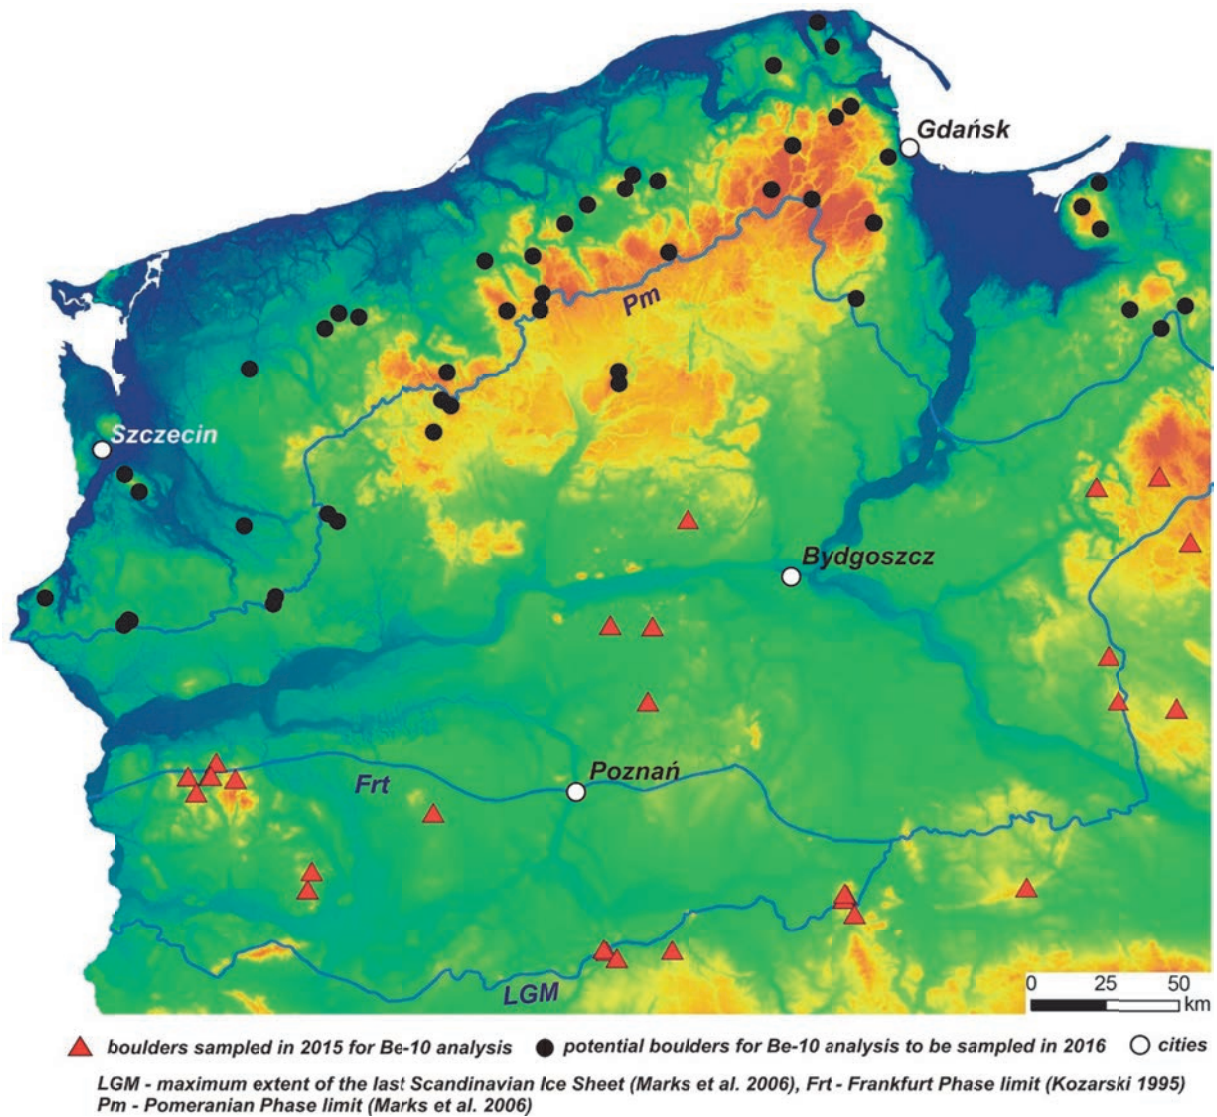 Gdańsk
Pm
Szczecin
Bydgoszcz
Poznań
Frt
LGM
0 25 50
km
boulders sampled in 2015 for Be-10 analysis potential boulders for Be-10 analysis to be sampled in 2016 cities
LGM - maximum extent of the last Scandinavian Ice Sheet (Marks et al. 2006), Frt - Frankfurt Phase limit (Kozarski 1995)
Pm - Pomeranian Phase limit (Marks et al. 2006)